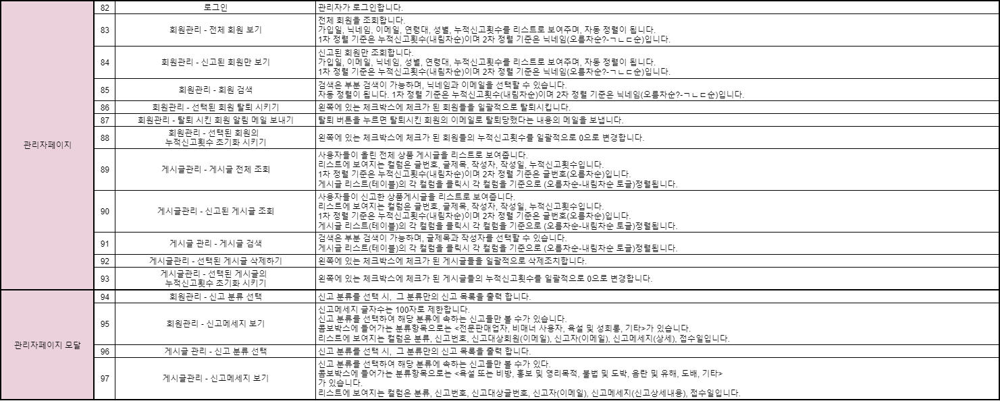 관리자페이지
82 로그인 관리자가 로그인합니다.
83 회원관리 - 전체 회원 보기 전체 회원을 조회합니다.
가입일, 닉네임, 이메일, 연령대, 성별, 누적신고횟수를 리스트로 보여주며, 자동 정렬이 됩니다.
1차 정렬 기준은 누적신고횟수(내림차순)이며 2차 정렬 기준은 닉네임(오름차순?-ㄱㄴㄷ순)입니다.
84 회원관리 - 신고된 회원만 보기 신고된 회원만 조회합니다.
가입일, 이메일, 닉네임, 성별, 연령대, 누적신고횟수를 리스트로 보여주며, 자동 정렬이 됩니다.
1차 정렬 기준은 누적신고횟수(내림차순)이며 2차 정렬 기준은 닉네임(오름차순?-ㄱㄴㄷ순)입니다.
85 회원관리 - 회원 검색 검색은 부분 검색이 가능하며, 닉네임과 이메일을 선택할 수 있습니다.
자동 정렬이 됩니다. 1차 정렬 기준은 누적신고횟수(내림차순)이며 2차 정렬 기준은 닉네임(오름차순?-ㄱㄴㄷ순)입니다.
86 회원관리 - 선택된 회원 탈퇴 시키기 왼쪽에 있는 체크박스에 체크가 된 회원들을 일괄적으로 탈퇴시킵니다.
87 회원관리 - 탈퇴 시킨 회원 알림 메일 보내기 탈퇴 버튼을 누르면 탈퇴시킨 회원의 이메일로 탈퇴당했다는 내용의 메일을 보냅니다.
88 회원관리 - 선택된 회원의
누적신고횟수 초기화 시키기 왼쪽에 있는 체크박스에 체크가 된 회원들의 누적신고횟수를 일괄적으로 0으로 변경합니다.
89 게시글관리 - 게시글 전체 조회 사용자들이 올린 전체 상품 게시글을 리스트로 보여줍니다.
리스트에 보여지는 컬럼은 글번호, 글제목, 작성자, 작성일, 누적신고횟수입니다.
1차 정렬 기준은 누적신고횟수(내림차순)이며 2차 정렬 기준은 글번호(오름차순)입니다.
게시글 리스트(테이블)의 각 컬럼을 클릭시 각 컬럼을 기준으로 (오름차순-내림차순 토글)정렬됩니다.
90 게시글관리 - 신고된 게시글 조회 사용자들이 신고한 상품게시글을 리스트로 보여줍니다.
리스트에 보여지는 컬럼은 글번호, 글제목, 작성자, 작성일, 누적신고횟수입니다.
1차 정렬 기준은 누적신고횟수(내림차순)이며 2차 정렬 기준은 글번호(오름차순)입니다.
게시글 리스트(테이블)의 각 컬럼을 클릭시 각 컬럼을 기준으로 (오름차순-내림차순 토글)정렬됩니다.
91 게시글 관리 - 게시글 검색 검색은 부분 검색이 가능하며, 글제목과 작성자를 선택할 수 있습니다.
게시글 리스트(테이블)의 각 컬럼을 클릭시 각 컬럼을 기준으로 (오름차순-내림차순 토글)정렬됩니다.
92 게시글관리 - 선택된 게시글 삭제하기 왼쪽에 있는 체크박스에 체크가 된 게시글들을 일괄적으로 삭제조치합니다.
93 게시글관리 - 선택된 게시글의
누적신고횟수 초기화 시키기 왼쪽에 있는 체크박스에 체크가 된 게시글들의 누적신고횟수를 일괄적으로 0으로 변경합니다.
관리자페이지 모달
94 회원관리 - 신고 분류 선택 신고 분류를 선택 시, 그 분류만의 신고 목록을 출력 합니다.
95 회원관리 - 신고메세지 보기 신고메세지 글자수는 100자로 제한합니다.
신고 분류를 선택하여 해당 분류에 속하는 신고들만 볼 수가 있습니다.
콤보박스에 들어가는 분류항목으로는 <전문판매업자, 비매너 사용자, 욕설 및 성희롱, 기타>가 있습니다.
리스트에 보여지는 컬럼은 분류, 신고번호, 신고대상회원(이메일), 신고자(이메일), 신고메세지(상세), 접수일입니다.
96 게시글 관리 - 신고 분류 선택 신고 분류를 선택 시, 그 분류만의 신고 목록을 출력 합니다.
97 게시글관리 - 신고메세지 보기 신고 분류를 선택하여 해당 분류에 속하는 신고들만 볼 수가 있다.
콤보박스에 들어가는 분류항목으로는 <욕설 또는 비방, 홍보 및 영리목적, 불법 및 도박, 음란 및 유해, 도배, 기타>
가 있습니다.
리스트에 보여지는 컬럼은 분류, 신고번호, 신고대상글번호, 신고자(이메일), 신고메세지(신고상세내용), 접수일입니다.